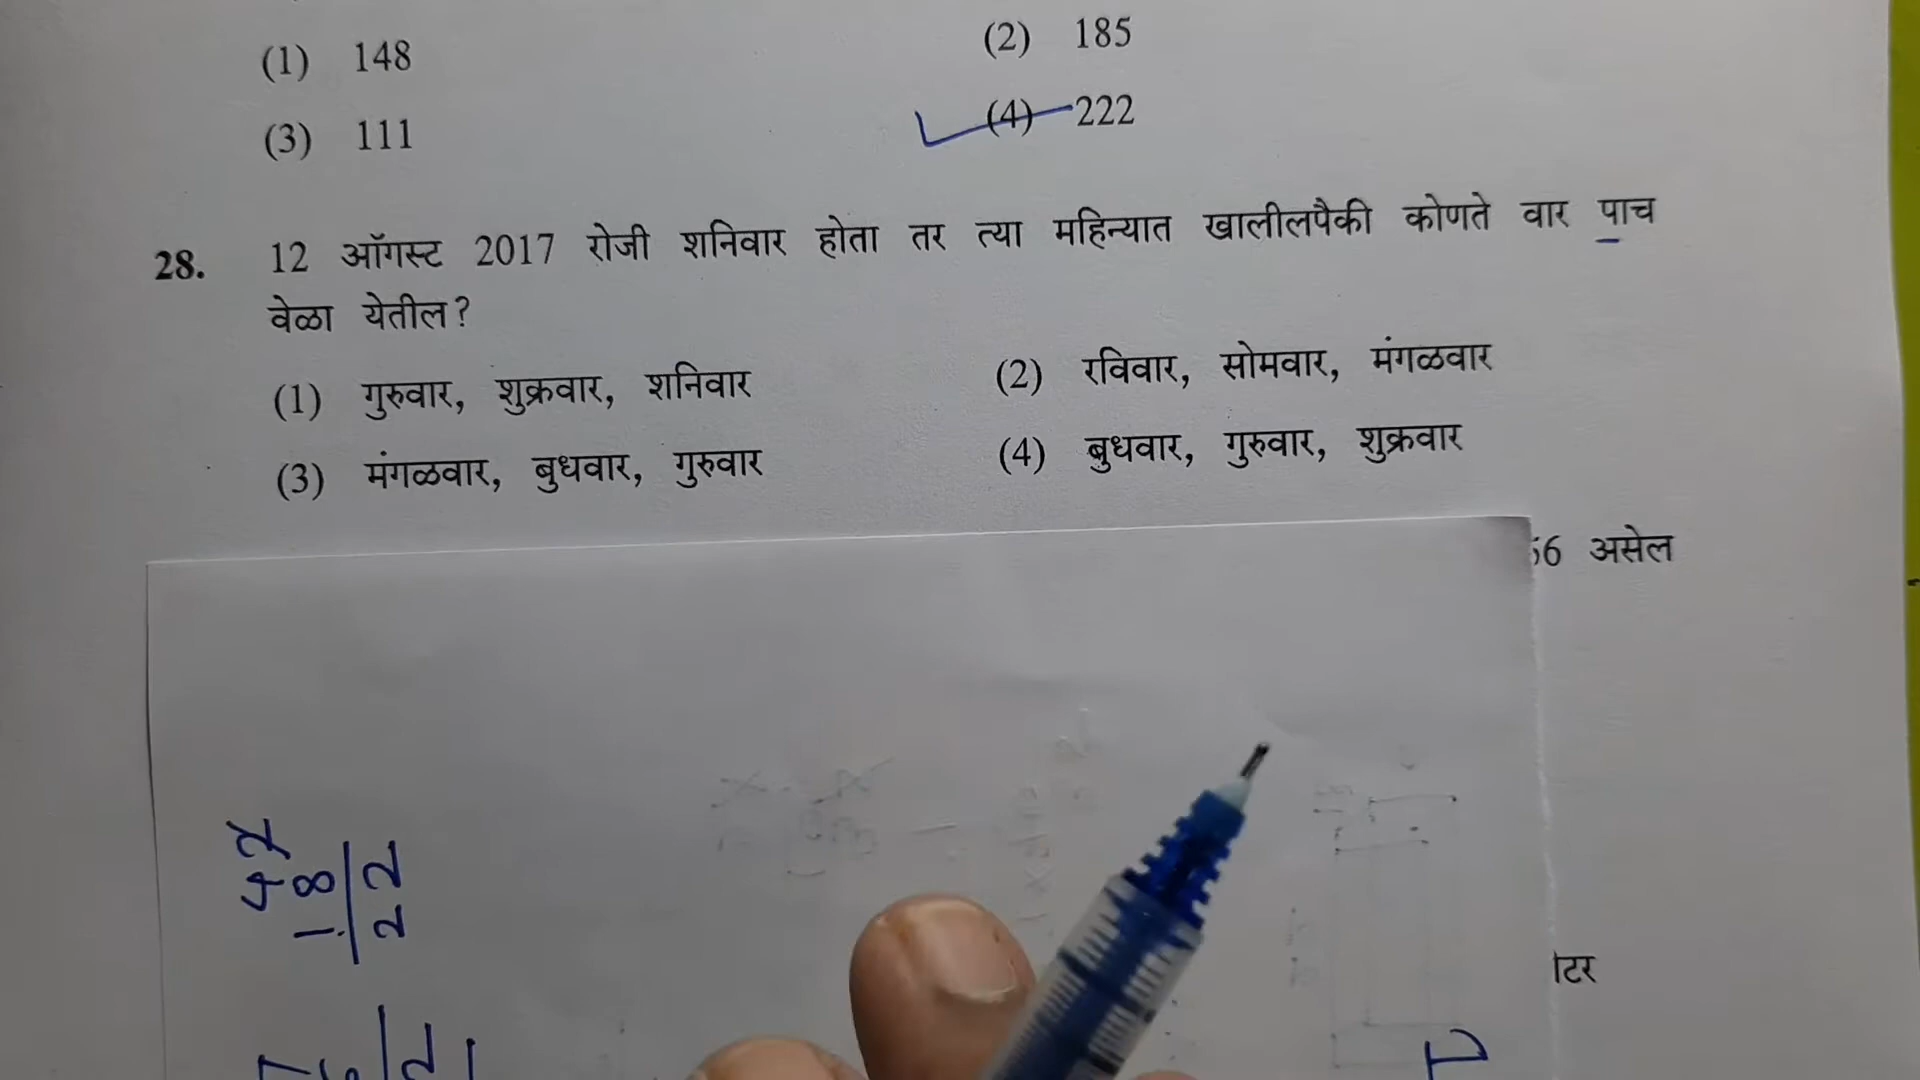 (1) 148 (2) 185
(3) 111 (4) 222
28. 12 ऑगस्ट 2017 रोजी शनिवार होता तर त्या महिन्यात खालीलपैकी कोणते वार पाच
वेळा येतील?
(1) गुरुवार, शुक्रवार, शनिवार (2) रविवार, सोमवार, मंगळवार
(3) मंगळवार, बुधवार, गुरुवार (4) बुधवार, गुरुवार, शुक्रवार
6 असेल
टर